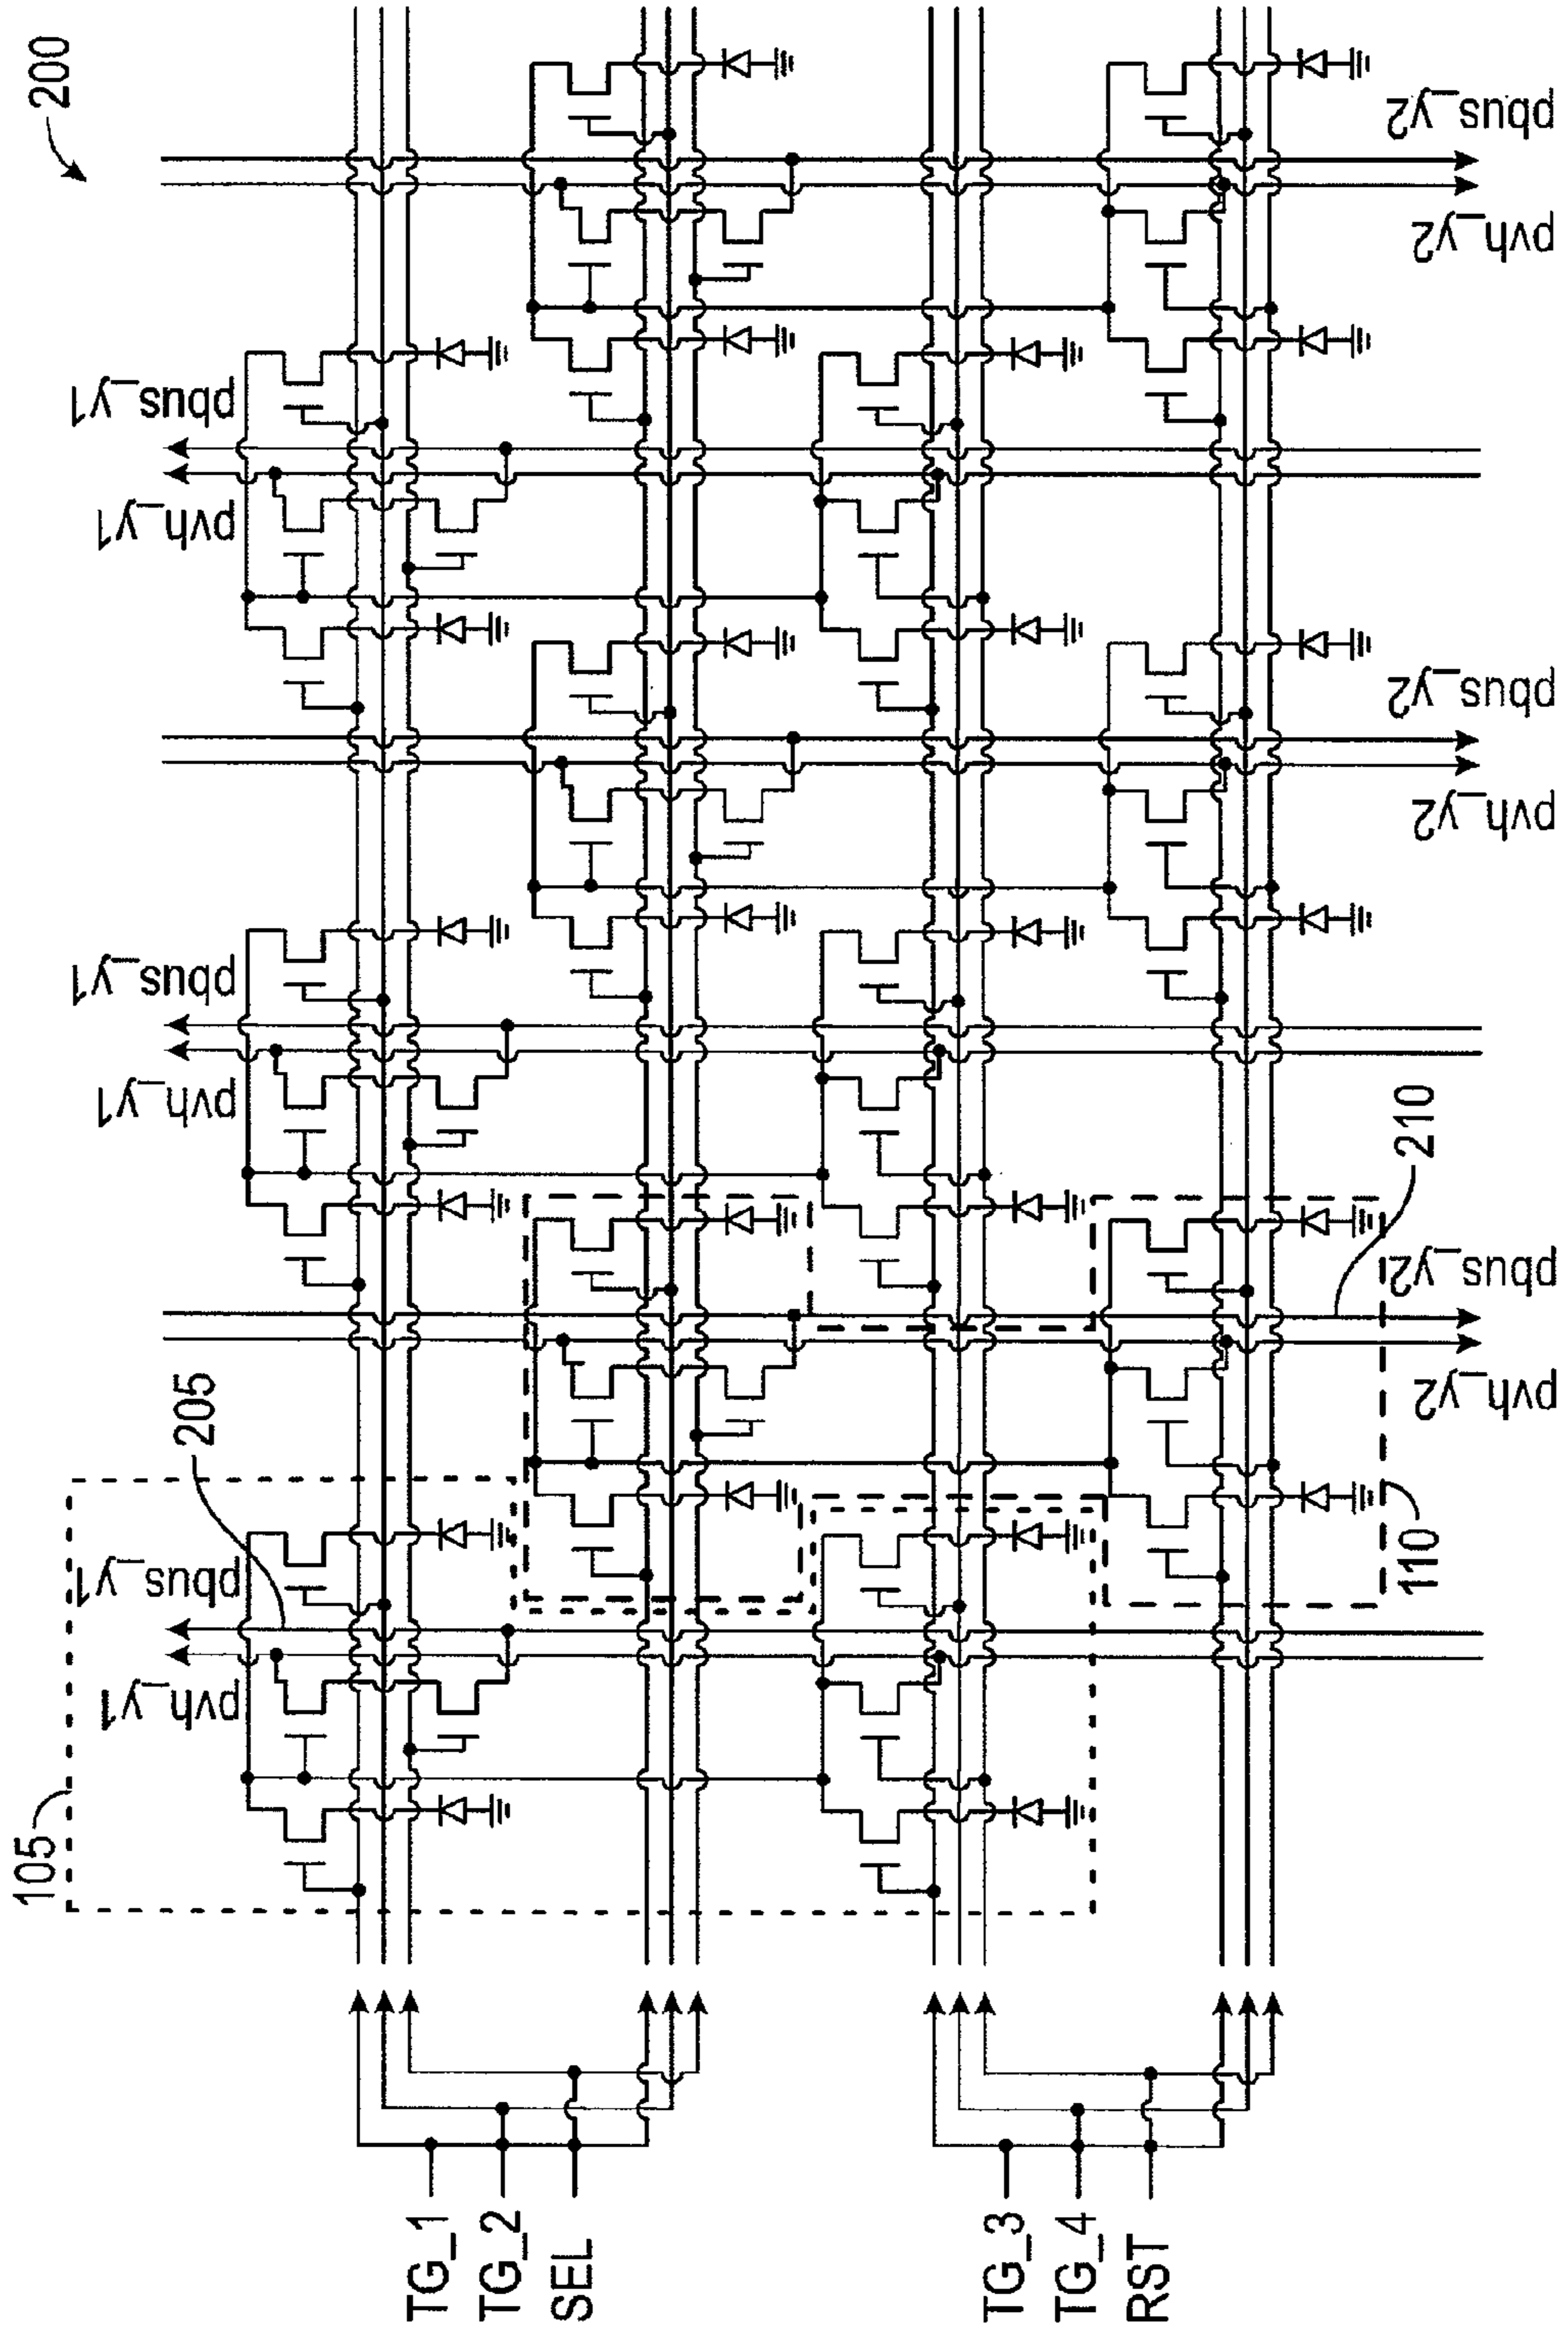 200
pbus_y1
pvh_y1
pbus_y1
pvh_y1
pbus_y1
pvh_y1
205
105
pbus_y2
pvh_y2
pbus_y2
pvh_y2
pbus_y2
pvh_y2
210
110
TG_1
TG_2
SEL
TG_3
TG_4
RST